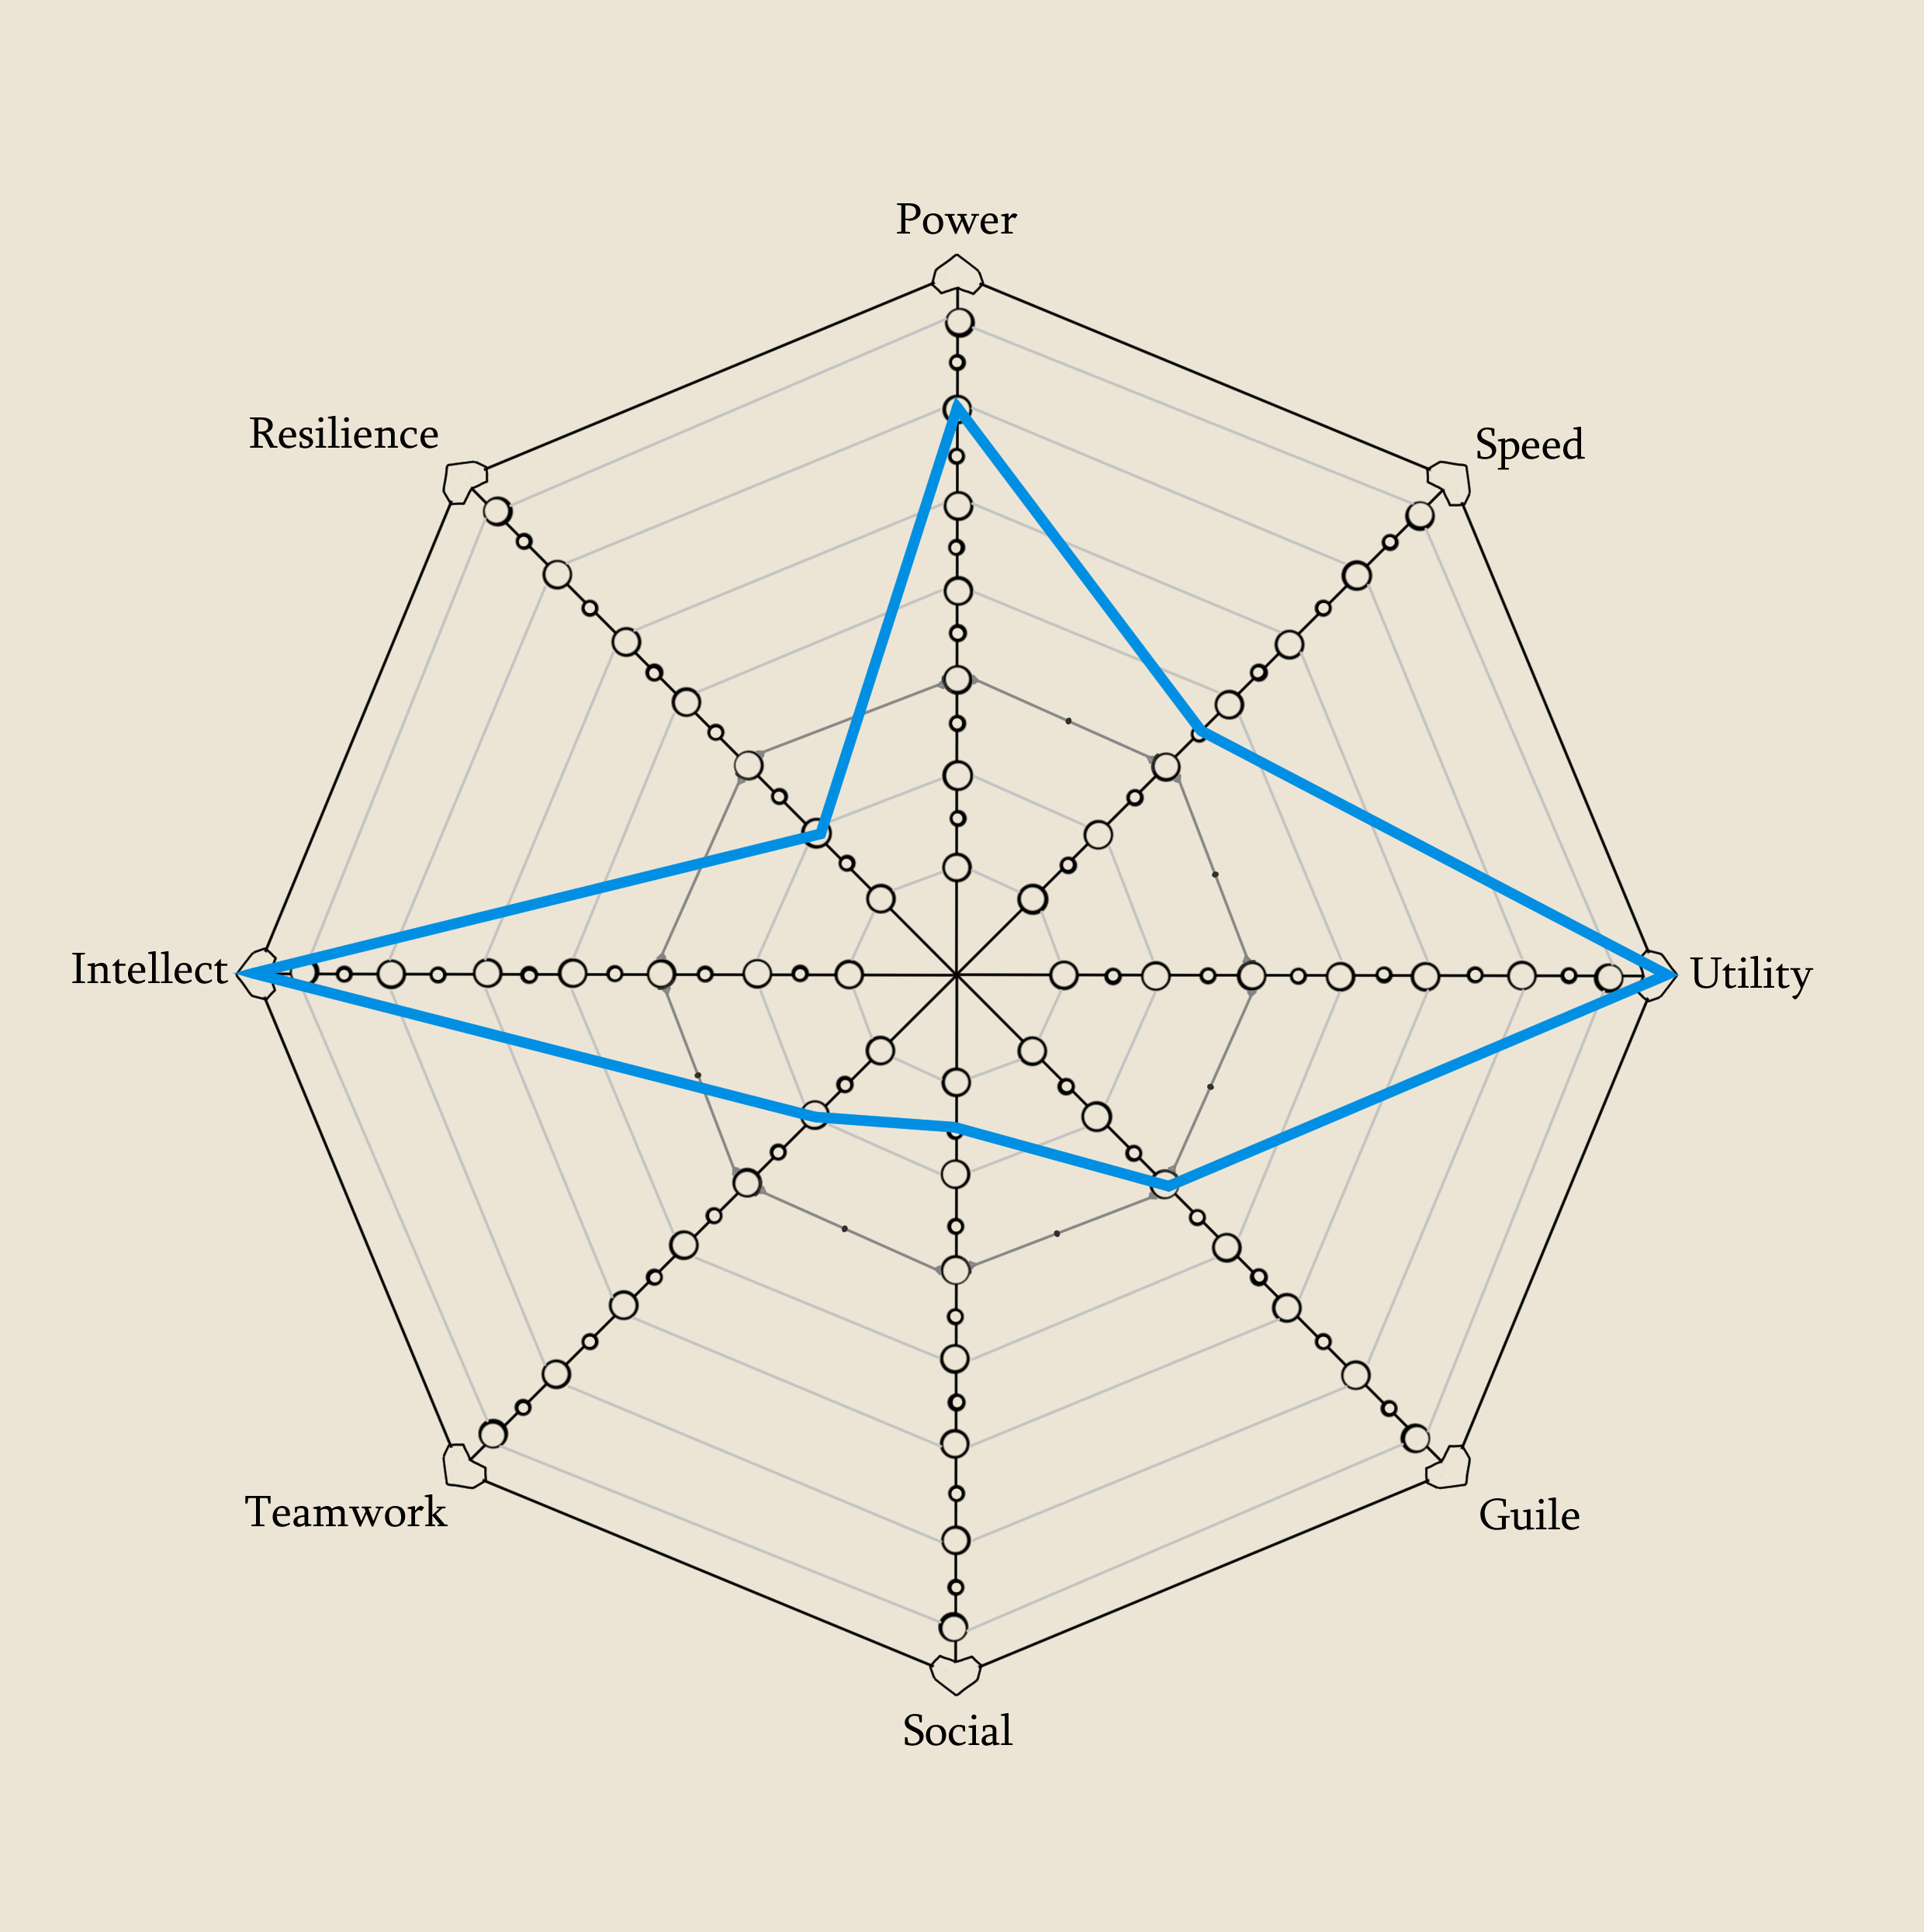 Power
Resilience
Speed
Intellect
Utility
Teamwork
Guile
Social